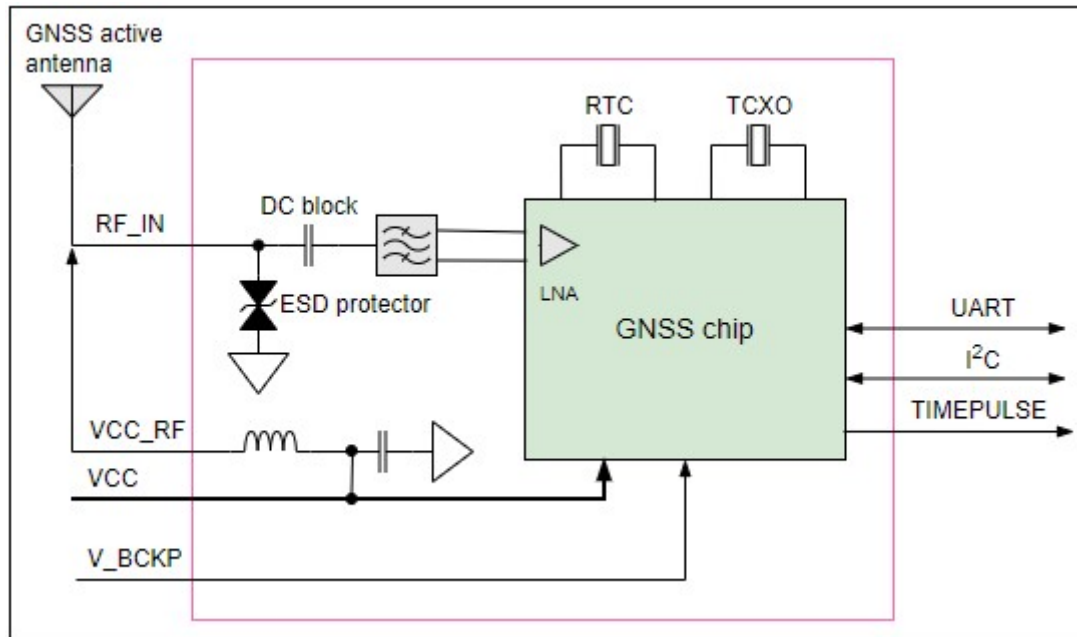 GNSS active
antenna
RTC
TCXO
DC block
RF_IN
LNA
ESD protector
GNSS chip
UART
I²C
TIMEPULSE
VCC_RF
VCC
V_BCKP